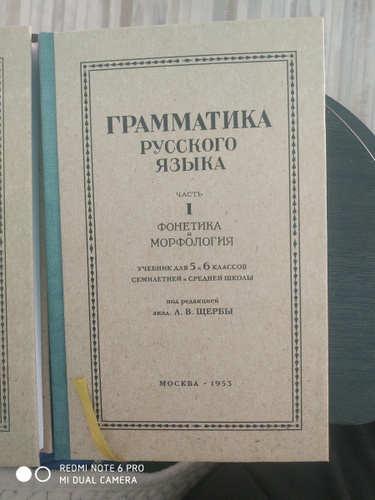 ГРАММАТИКА
РУССКОГО
ЯЗЫКА
ЧАСТЬ
I
ФОНЕТИКА
и
МОРФОЛОГИЯ
УЧЕБНИК ДЛЯ 5 и 6 КЛАССОВ
СЕМИЛЕТНЕЙ и СРЕДНЕЙ ШКОЛЫ
под редакцией
акад. Л. В. ЩЕРБЫ
МОСКВА · 1953
REDMI NOTE 6 PRO
MI DUAL CAMERA